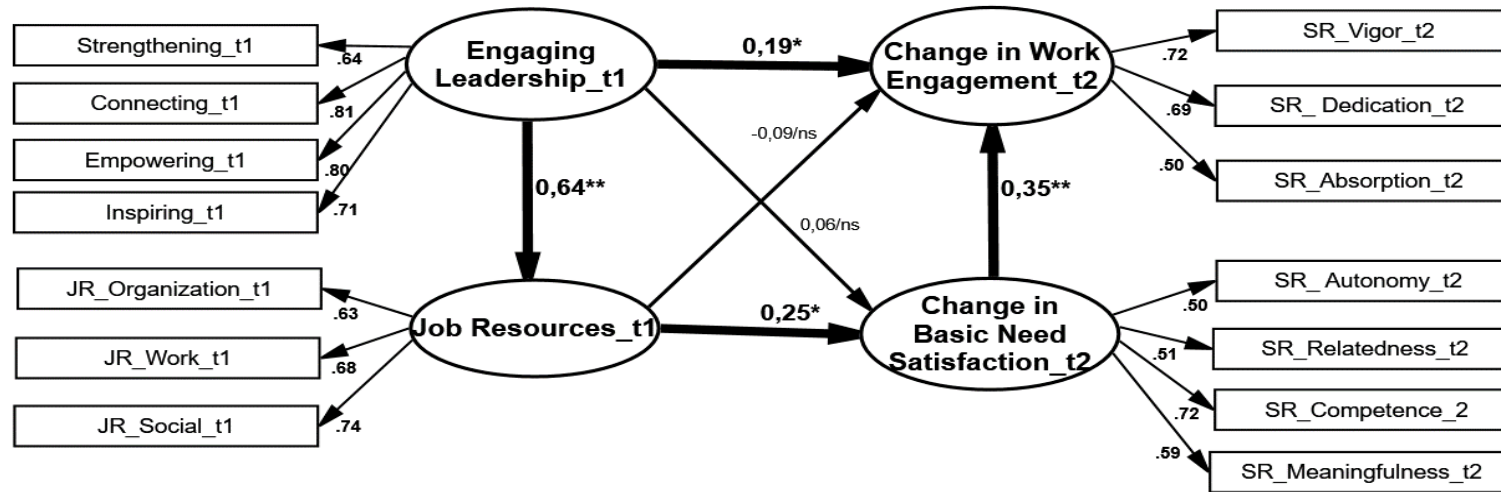 Strengthening_t1
.64
Connecting_t1
.81
Empowering_t1
.80
Inspiring_t1
.71
Engaging
Leadership_t1
0,19*
Change in Work
Engagement_t2
SR_Vigor_t2
.72
SR_ Dedication_t2
.69
SR_Absorption_t2
.50
-0,09/ns
0,64**
0,35**
0,06/ns
JR_Organization_t1
.63
JR_Work_t1
.68
JR_Social_t1
.74
Job Resources_t1
0,25*
Change in
Basic Need
Satisfaction_t2
SR_ Autonomy_t2
.50
SR_Relatedness_t2
.51
SR_Competence_2
.72
SR_Meaningfulness_t2
.59